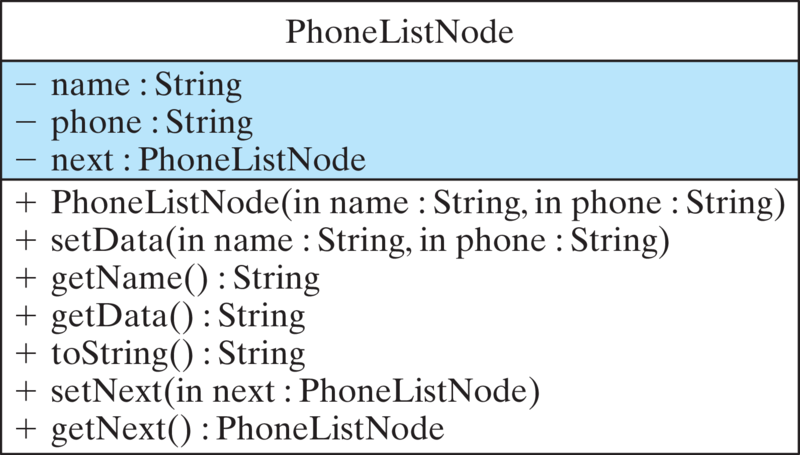 PhoneListNode
− name : String
− phone : String
− next : PhoneListNode
+ PhoneListNode(in name : String, in phone : String)
+ setData(in name : String, in phone : String)
+ getName() : String
+ getData() : String
+ toString() : String
+ setNext(in next : PhoneListNode)
+ getNext() : PhoneListNode